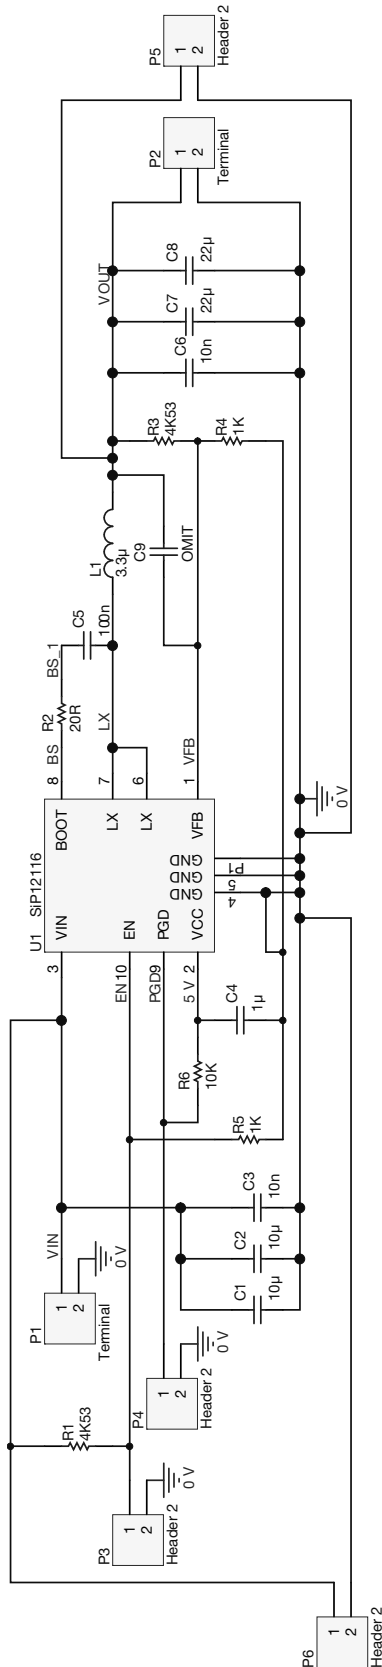 P5
1
2
Header 2
P2
1
2
Terminal
VOUT
C8
22µ
C7
22µ
C6
10n
R3
4K53
R4
1K
L1
3.3µ
C9
OMIT
C5
100n
BS_1
R2
20R
BS
LX
8
7
6
1
VFB
U1
SiP12116
BOOT
LX
LX
VFB
VIN
EN
PGD
VCC
GND
GND
GND
P1
5
4
0 V
3
EN
10
PGD
9
5 V
2
C4
1µ
R6
10K
R5
1K
C3
10n
C2
10µ
C1
10µ
VIN
P1
1
2
Terminal
0 V
P4
1
2
Header 2
0 V
R1
4K53
P3
1
2
Header 2
0 V
P6
1
2
Header 2